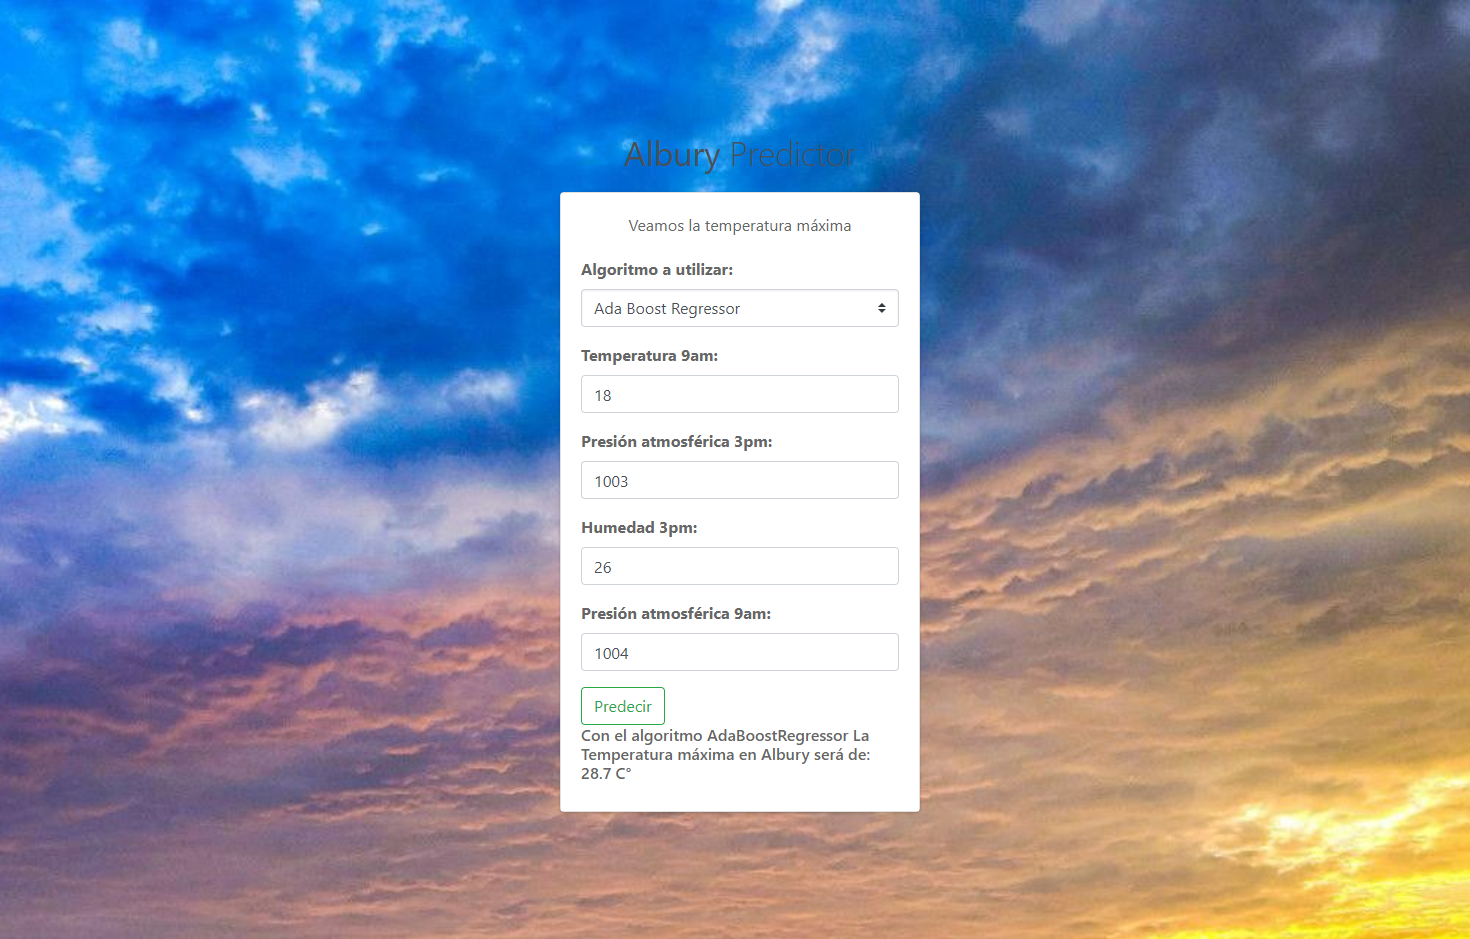 Albury Predictor
Veamos la temperatura máxima
Algoritmo a utilizar:
Ada Boost Regressor
Temperatura 9am:
18
Presión atmosférica 3pm:
1003
Humedad 3pm:
26
Presión atmosférica 9am:
1004
Predecir
Con el algoritmo AdaBoostRegressor La
Temperatura máxima en Albury será de:
28.7 C°